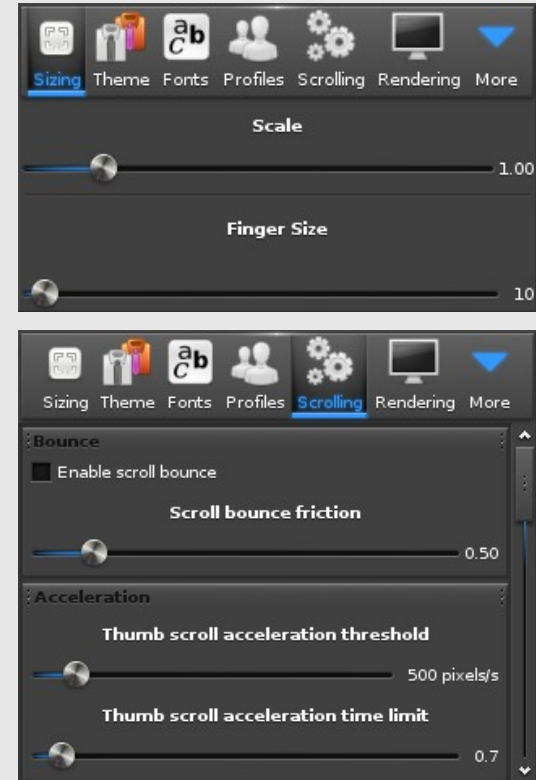 Sizing Theme Fonts Profiles Scrolling Rendering More
Scale
1.00
Finger Size
10
Sizing Theme Fonts Profiles Scrolling Rendering More
Bounce
Enable scroll bounce
Scroll bounce friction
0.50
Acceleration
Thumb scroll acceleration threshold
500 pixels/s
Thumb scroll acceleration time limit
0.7